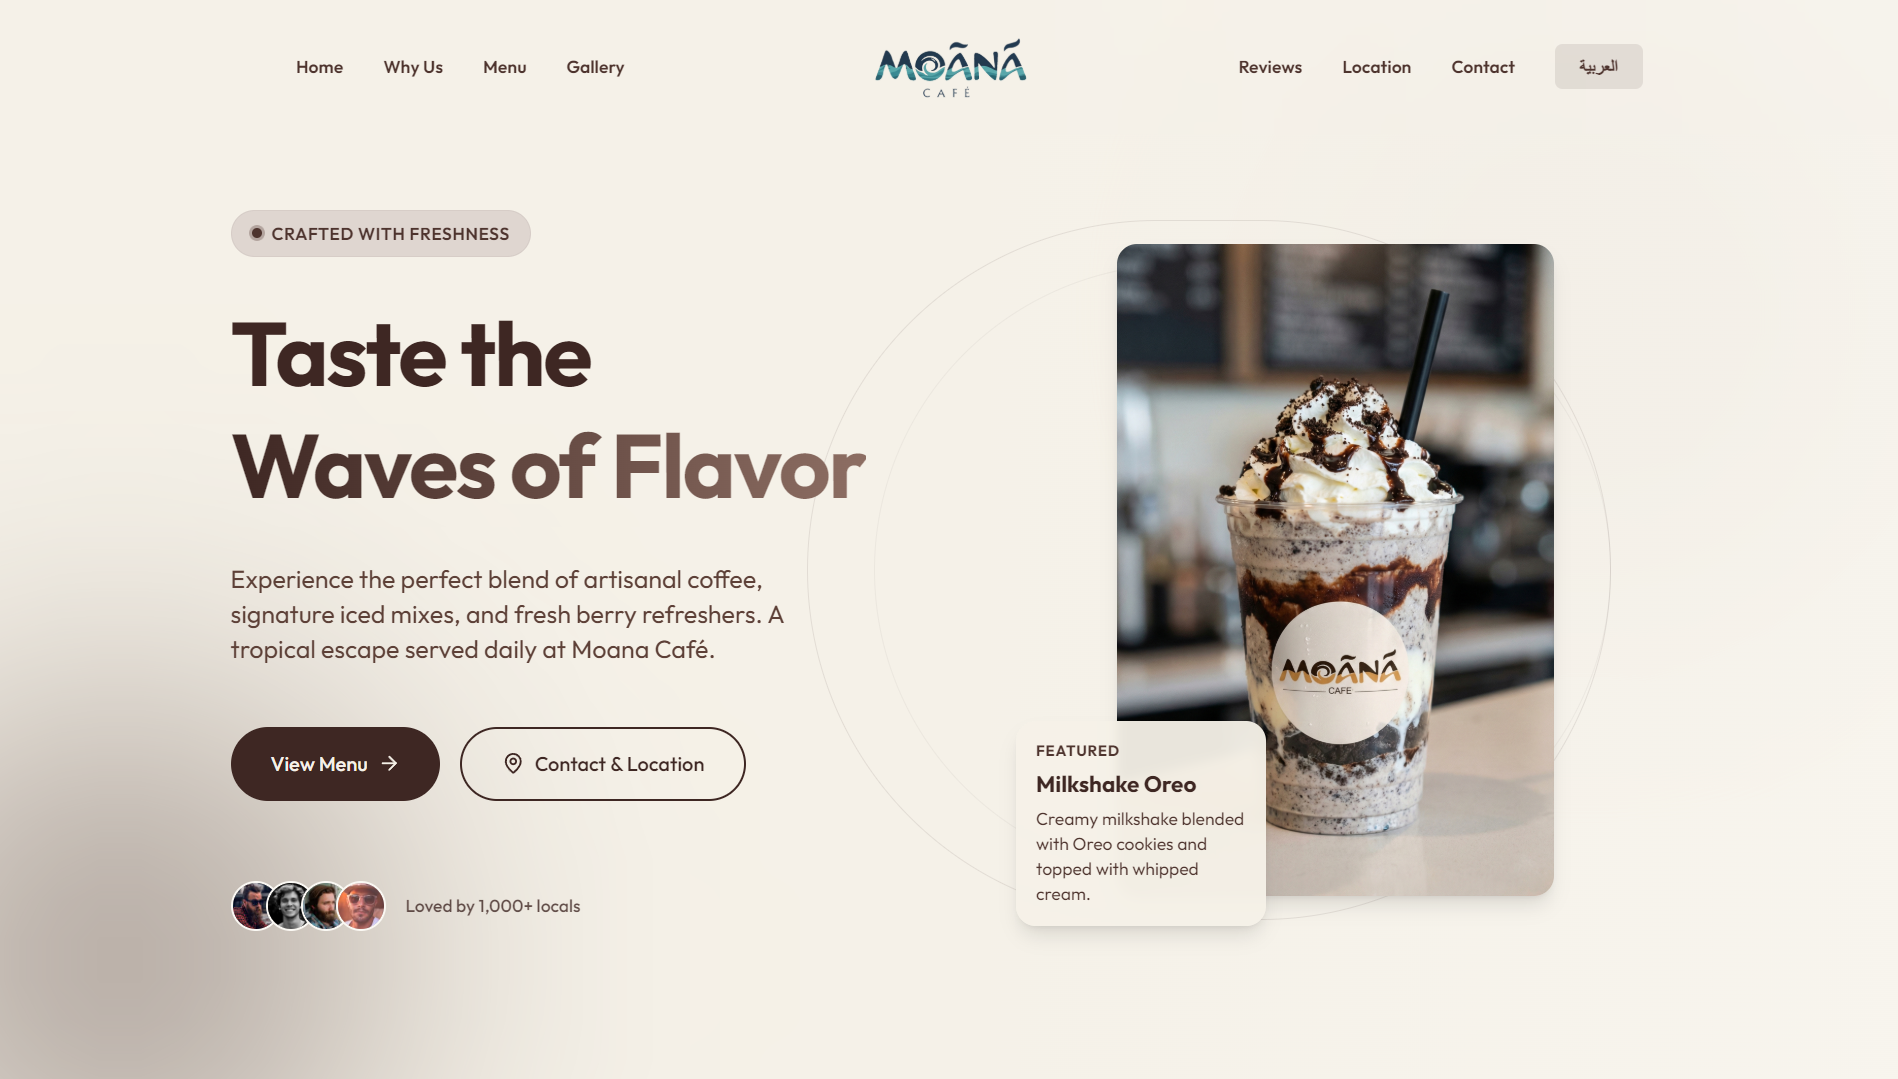 Home
Why Us
Menu
Gallery
MOÃNÁ
CAFÉ
Reviews
Location
Contact
العربية
CRAFTED WITH FRESHNESS
Taste the
Waves of Flavor
Experience the perfect blend of artisanal coffee,
signature iced mixes, and fresh berry refreshers. A
tropical escape served daily at Moana Café.
View Menu
Contact & Location
Loved by 1,000+ locals
MOÃNÁ
CAFE
FEATURED
Milkshake Oreo
Creamy milkshake blended
with Oreo cookies and
topped with whipped
cream.